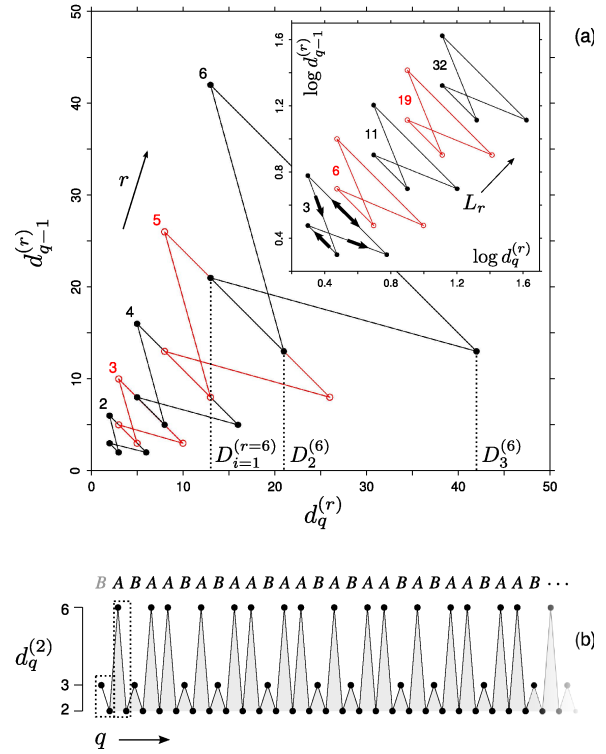 (a)
50
40
30
20
10
0
0 10 20 30 40 50
d_{q-1}^{(r)}
d_q^{(r)}
r
2
3
4
5
6
D_{i=1}^{(r=6)}
D_2^{(6)}
D_3^{(6)}
log d_{q-1}^{(r)}
1.6
1.2
0.8
0.4
0.4 0.8 1.2 1.6
log d_q^{(r)}
3
6
11
19
32
L_r
B A B A A B A B A A B A A B A B A A B A B A A B A A B ···
(b)
6
3
2
d_q^{(2)}
q